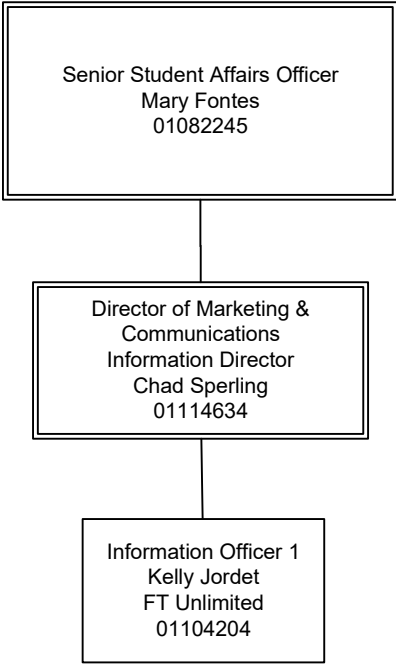 Senior Student Affairs Officer
Mary Fontes
01082245
Director of Marketing &
Communications
Information Director
Chad Sperling
01114634
Information Officer 1
Kelly Jordet
FT Unlimited
01104204